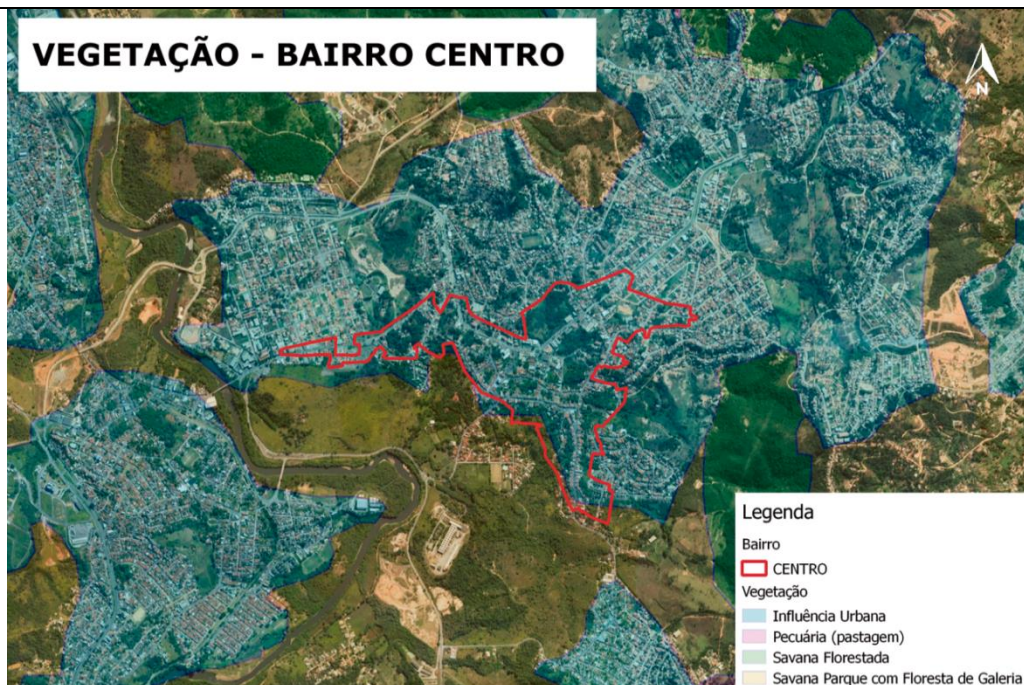 VEGETAÇÃO - BAIRRO CENTRO
N
Legenda
Bairro
CENTRO
Vegetação
Influência Urbana
Pecuária (pastagem)
Savana Florestada
Savana Parque com Floresta de Galeria